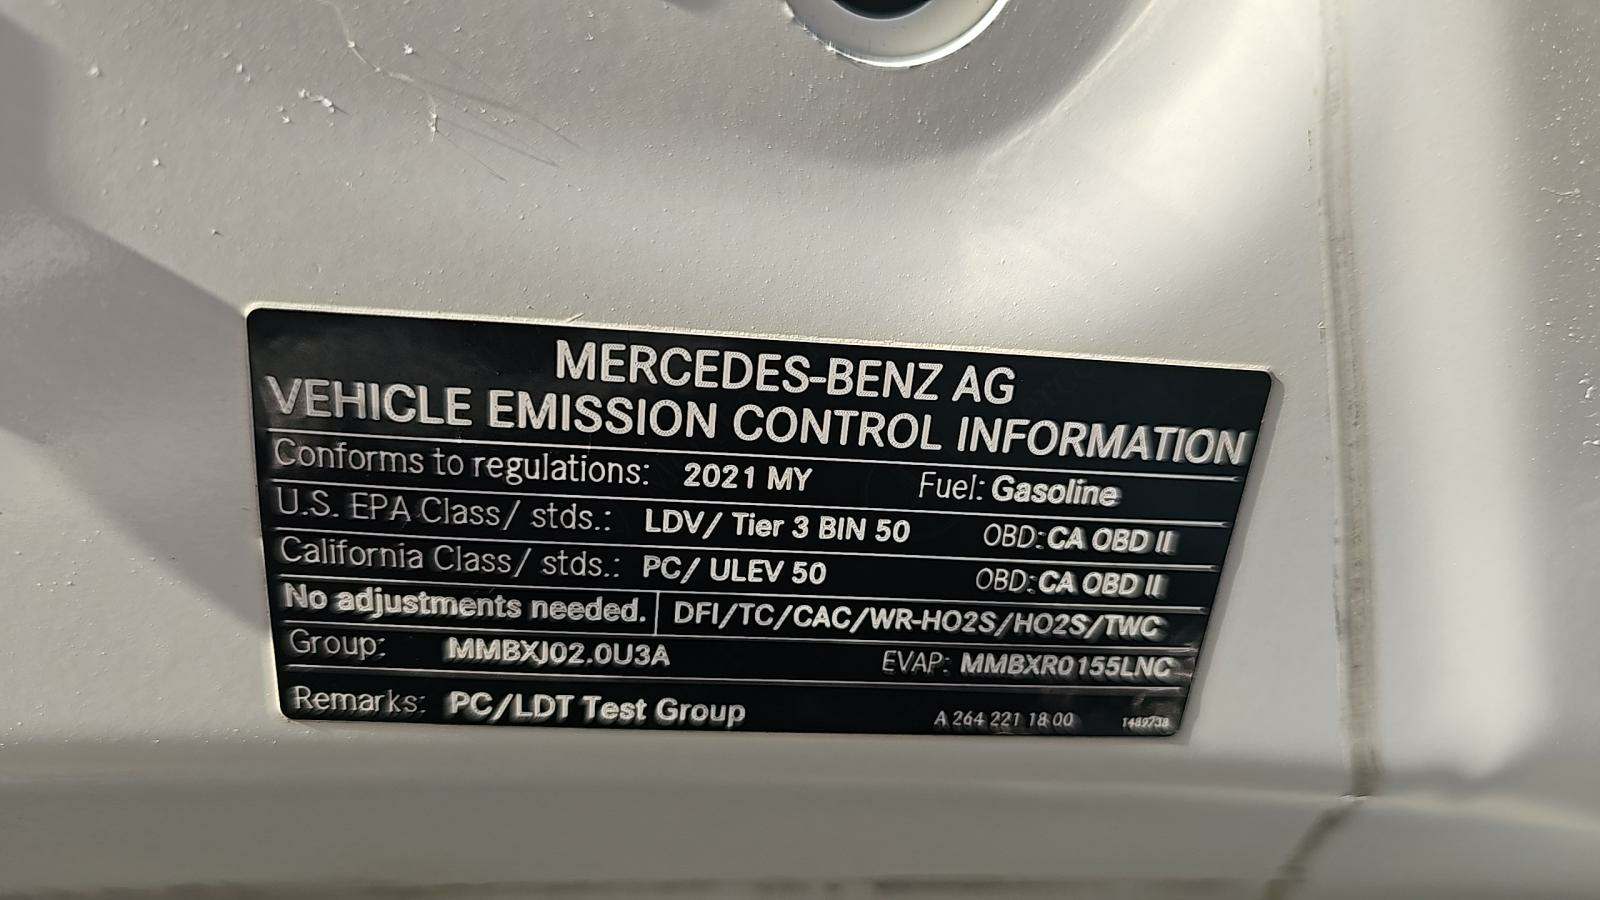 MERCEDES-BENZ AG
VEHICLE EMISSION CONTROL INFORMATION
Conforms to regulations: 2021 MY Fuel: Gasoline
U.S. EPA Class/ stds.: LDV/ Tier 3 BIN 50 OBD: CA OBD II
California Class/ stds.: PC/ ULEV 50 OBD: CA OBD II
No adjustments needed. DFI/TC/CAC/WR-HO2S/HO2S/TWC
Group: MMBXJ02.0U3A EVAP: MMBXR0155LNC
Remarks: PC/LDT Test Group A 264 221 18 00 1489738